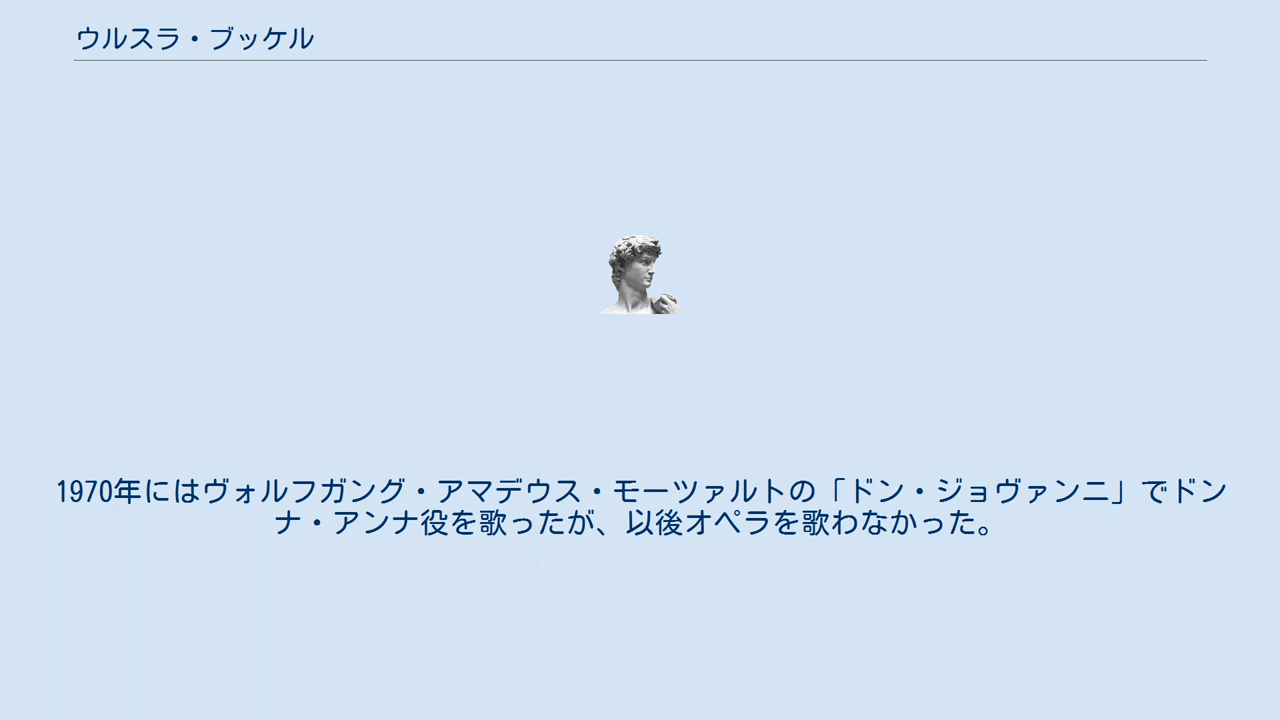 ウルスラ・ブッケル
1970年にはヴォルフガング・アマデウス・モーツァルトの「ドン・ジョヴァンニ」でドン
ナ・アンナ役を歌ったが、以後オペラを歌わなかった。